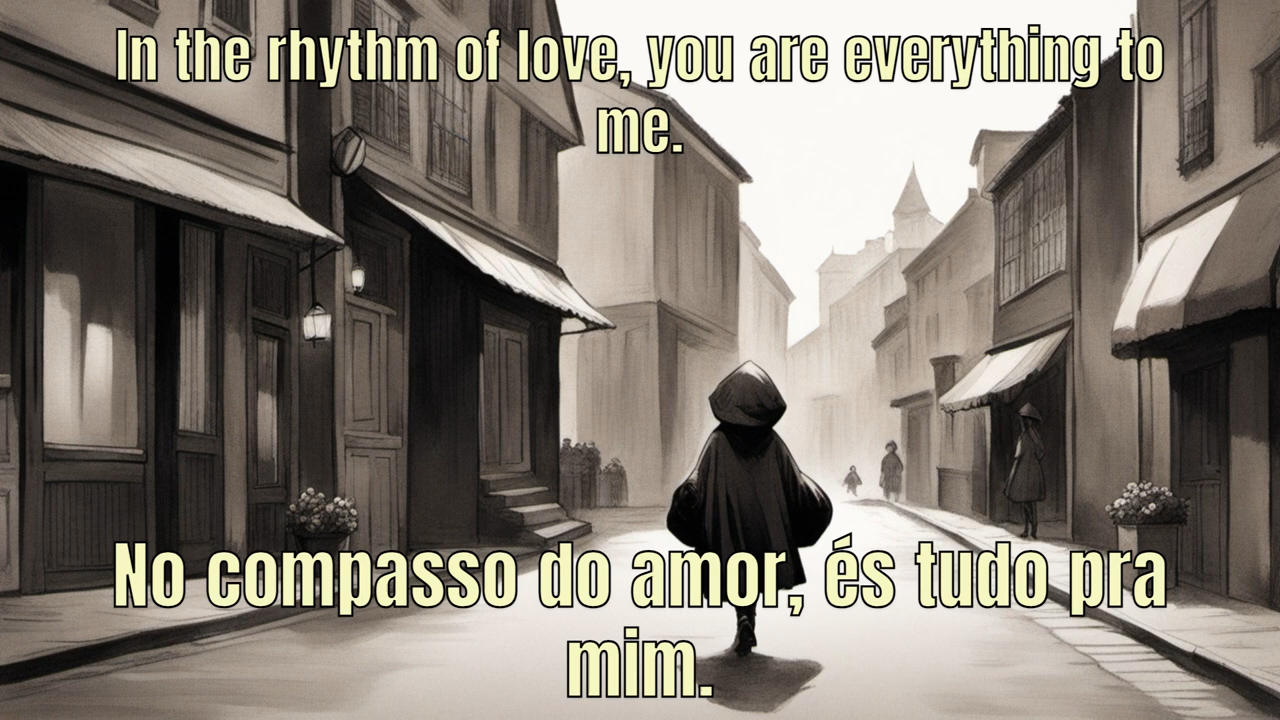 In the rhythm of love, you are everything to
me.
No compasso do amor, és tudo pra
mim.